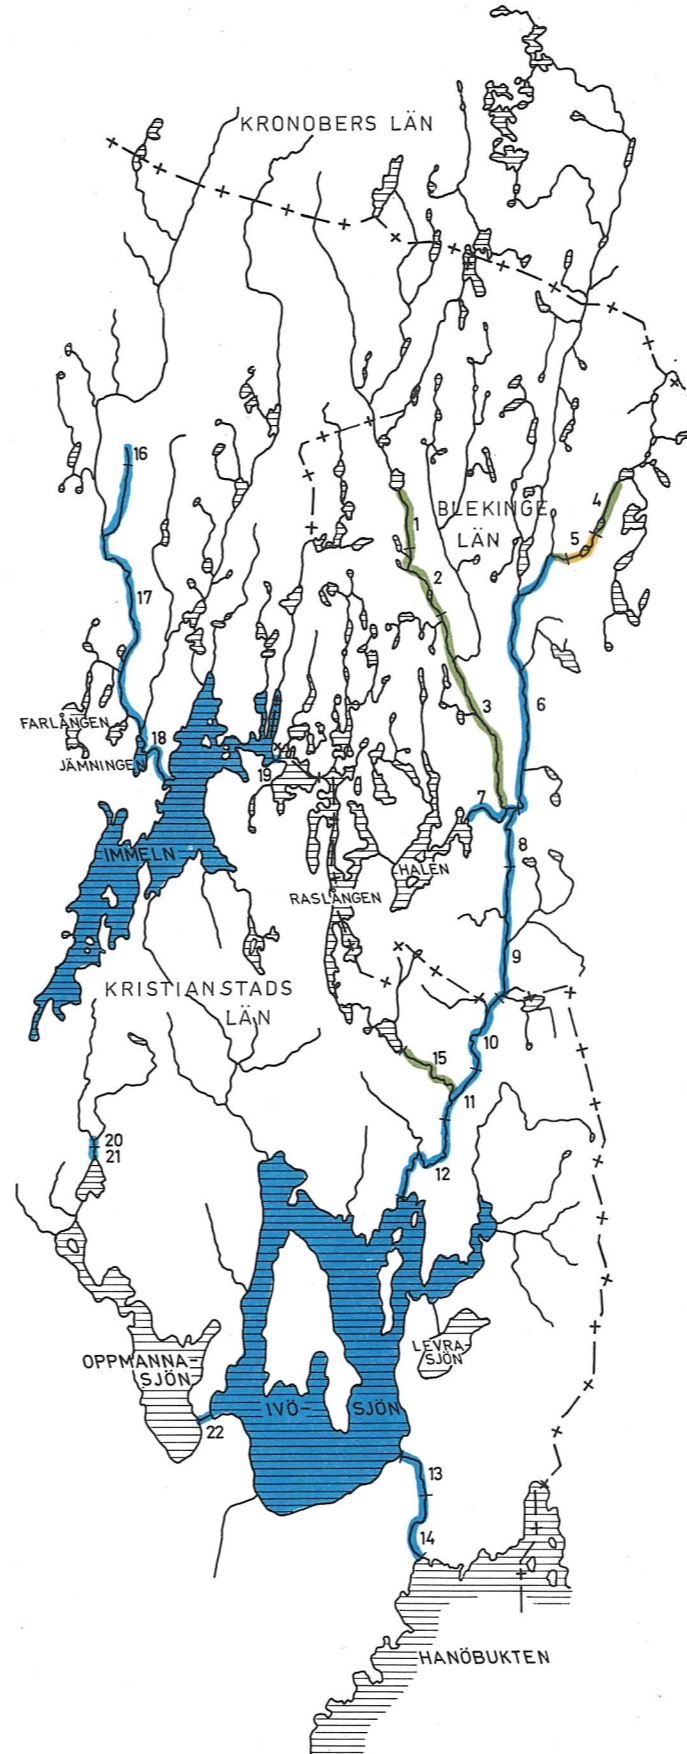 KRONOBERS LÄN
16
1
BLEKINGE
LÄN
4
5
2
17
6
3
FARLÅNGEN
18
JÄMNINGEN
19
7
8
IMMELN
HALEN
RASLÅNGEN
9
KRISTIANSTADS
LÄN
10
15
11
20
21
12
LEVRA-
SJÖN
OPPMANNA-
SJÖN
IVÖ- SJÖN
22
13
14
HANÖBUKTEN